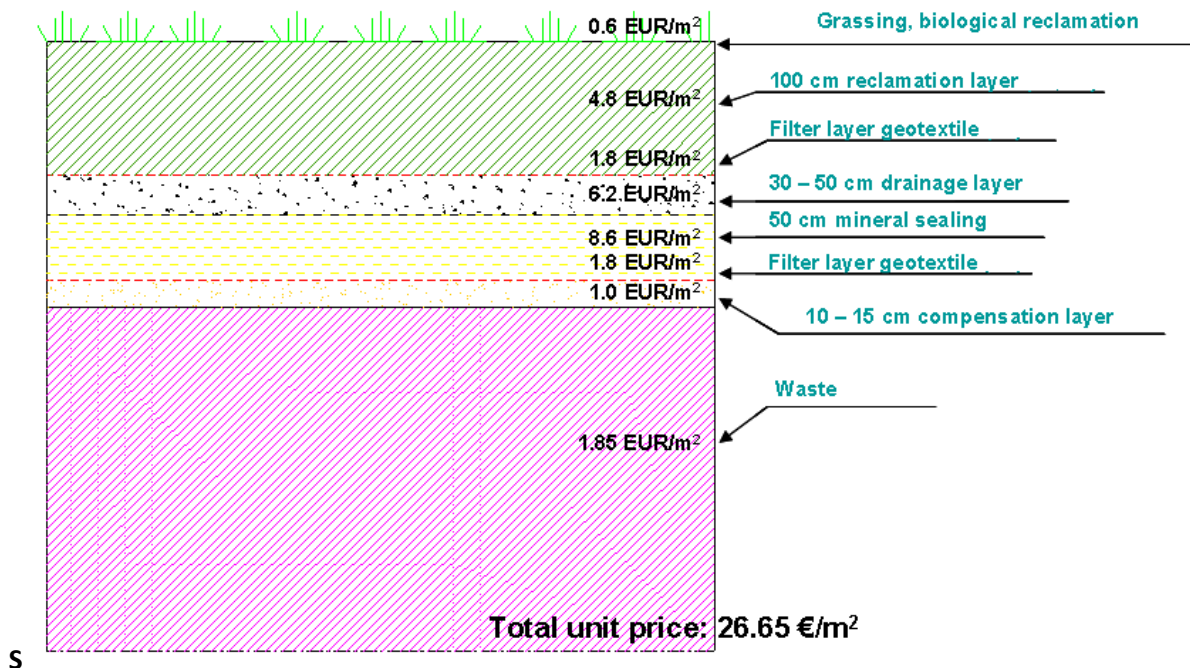 0.6 EUR/m²
Grassing, biological reclamation
4.8 EUR/m²
100 cm reclamation layer
1.8 EUR/m²
Filter layer geotextile
6.2 EUR/m²
30 – 50 cm drainage layer
8.6 EUR/m²
50 cm mineral sealing
1.8 EUR/m²
Filter layer geotextile
1.0 EUR/m²
10 – 15 cm compensation layer
Waste
1.85 EUR/m²
Total unit price: 26.65 €/m²
S